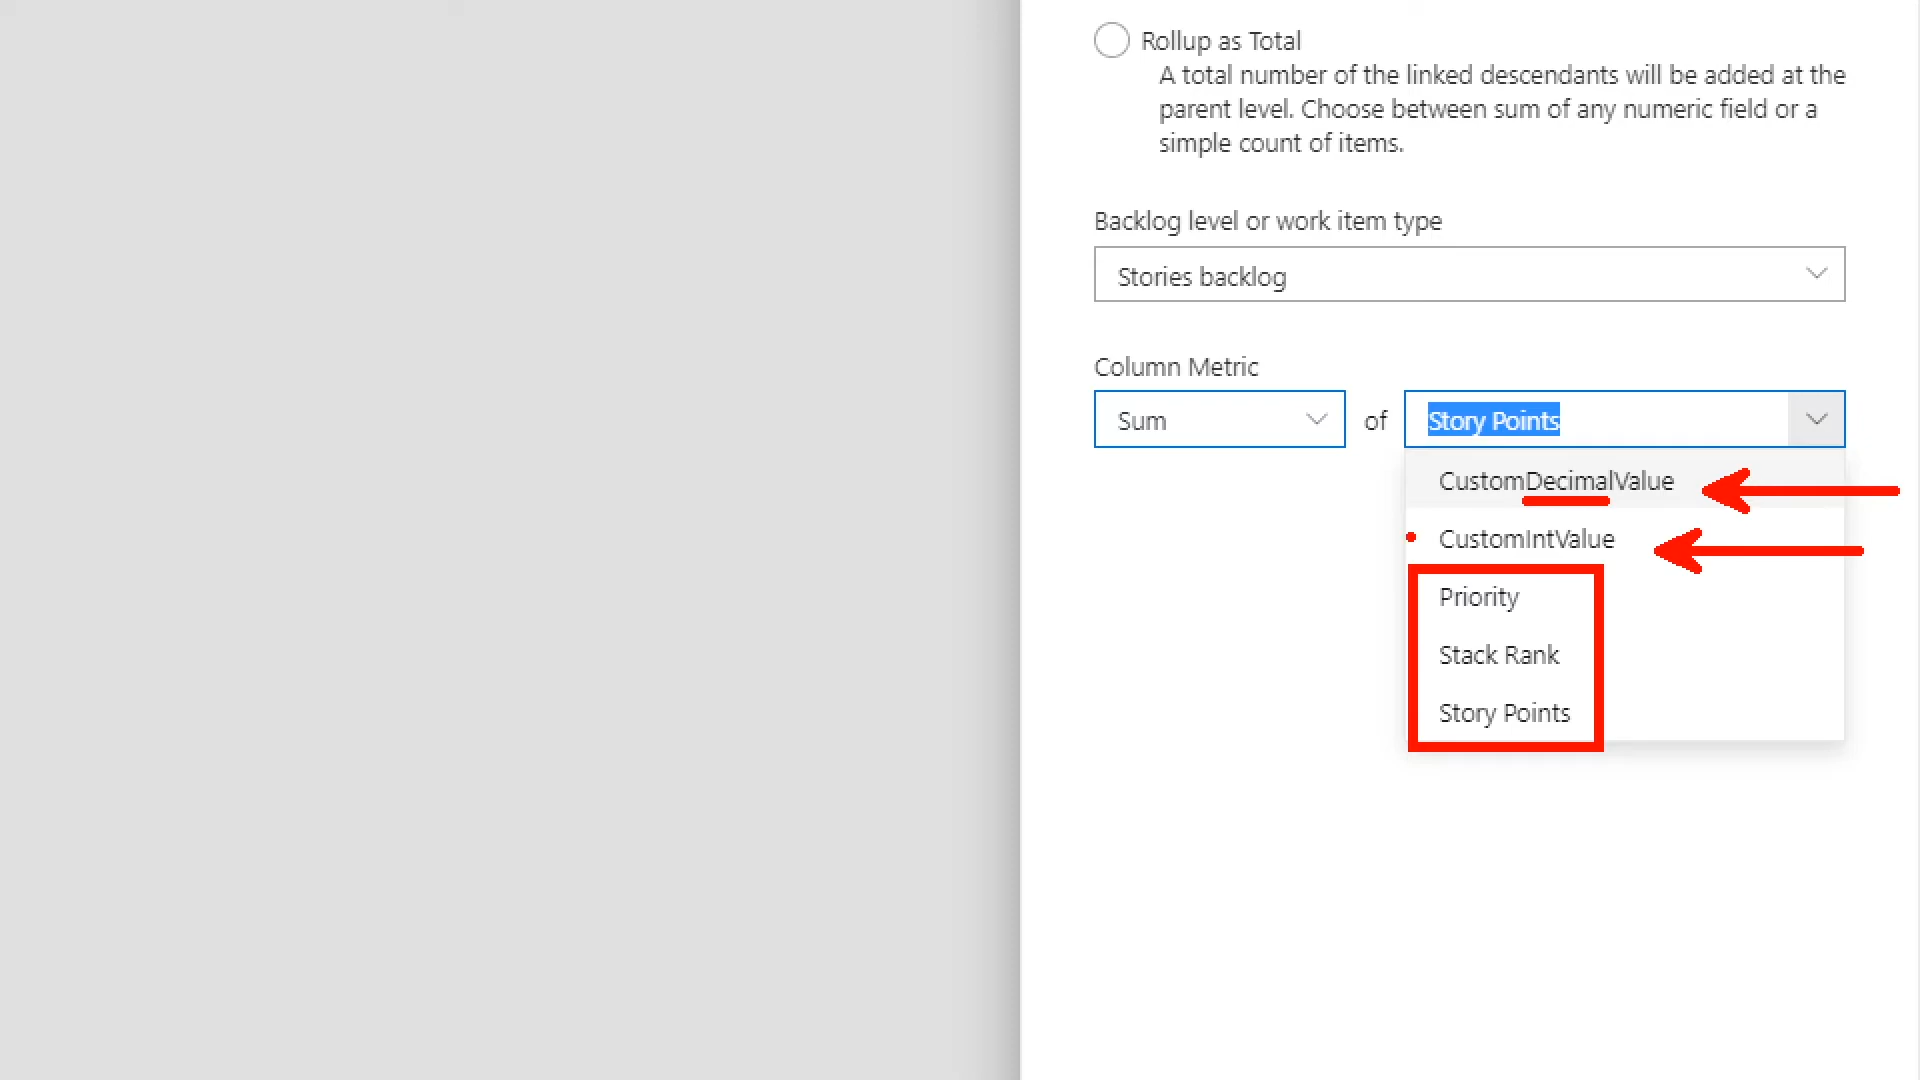 Rollup as Total
A total number of the linked descendants will be added at the
parent level. Choose between sum of any numeric field or a
simple count of items.
Backlog level or work item type
Stories backlog
Column Metric
Sum of Story Points
CustomDecimalValue
CustomIntValue
Priority
Stack Rank
Story Points